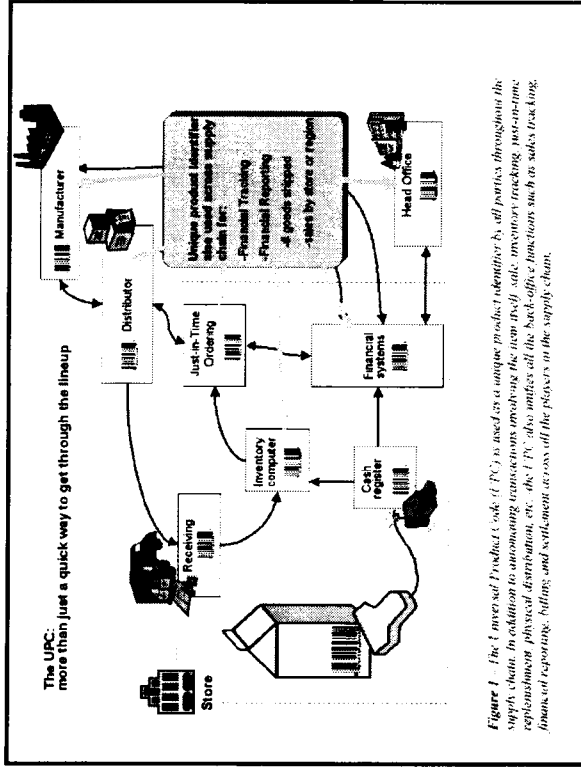 The UPC:
more than just a quick way to get through the lineup
Store
Receiving
Distributor
Manufacturer
Just-in-Time
Ordering
Inventory
computer
Cash
register
Financial
systems
Head Office
Unique product identifier
also used across supply
chain for:
-Financial Tracking
-Financial Reporting
-# goods shipped
-sales by store or region
Figure 1 - The Universal Product Code (UPC) is used as a unique product identifier by all parties throughout the
supply chain. In addition to automating transactions involving the item itself, sale, inventory tracking, just-in-time
replenishment, physical distribution, etc., the UPC also unifies all the back-office functions such as sales tracking,
financial reporting, billing and settlement across all the players in the supply chain.